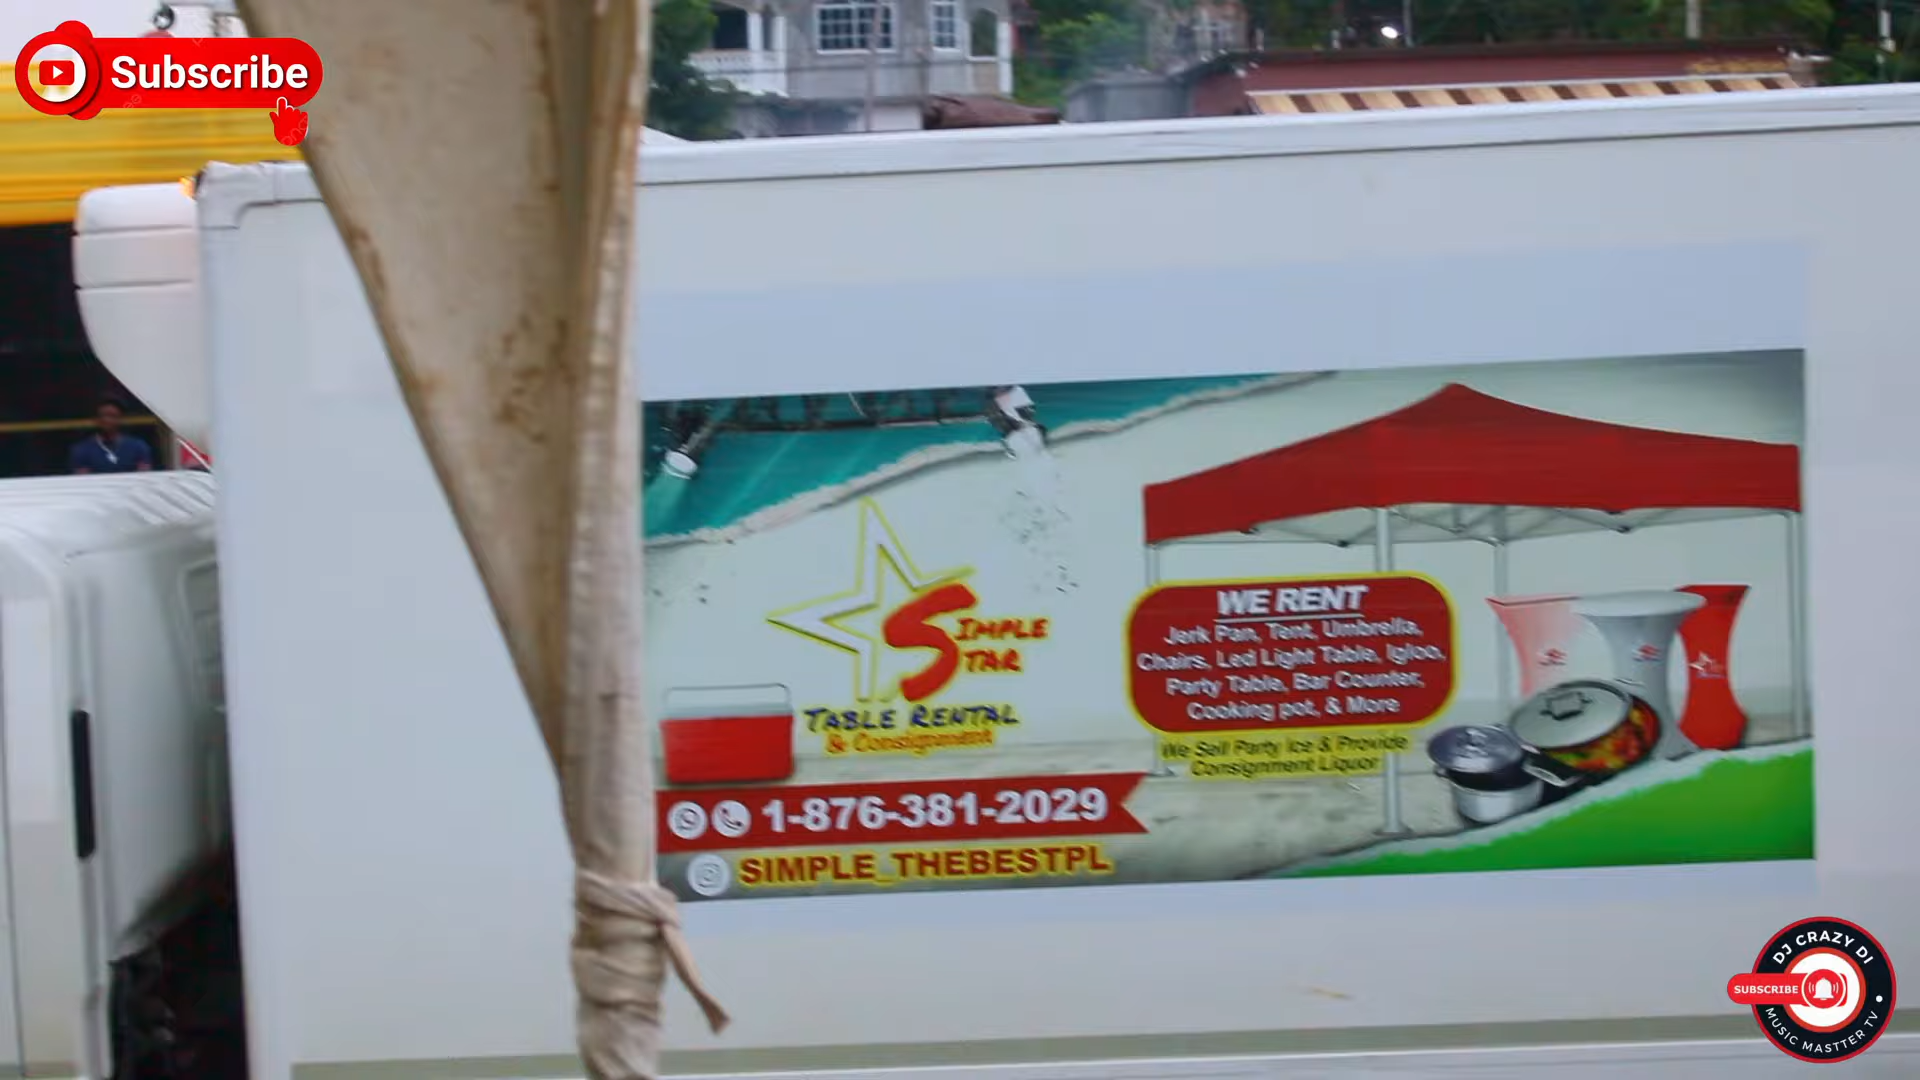 Subscribe
SIMPLE
STAR
TABLE RENTAL
& Consignment
WE RENT
Jerk Pan, Tent, Umbrella,
Chairs, Led Light Table, Igloo,
Party Table, Bar Counter,
Cooking pot, & More
We Sell Party Ice & Provide
Consignment Liquor
1-876-381-2029
SIMPLE_THEBESTPL
DJ CRAZY DI
SUBSCRIBE
MUSIC MASTTER TV